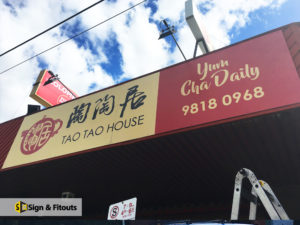 陶陶居
TAO TAO HOUSE
Yum
Cha Daily
9818 0968
Sign & Fitouts